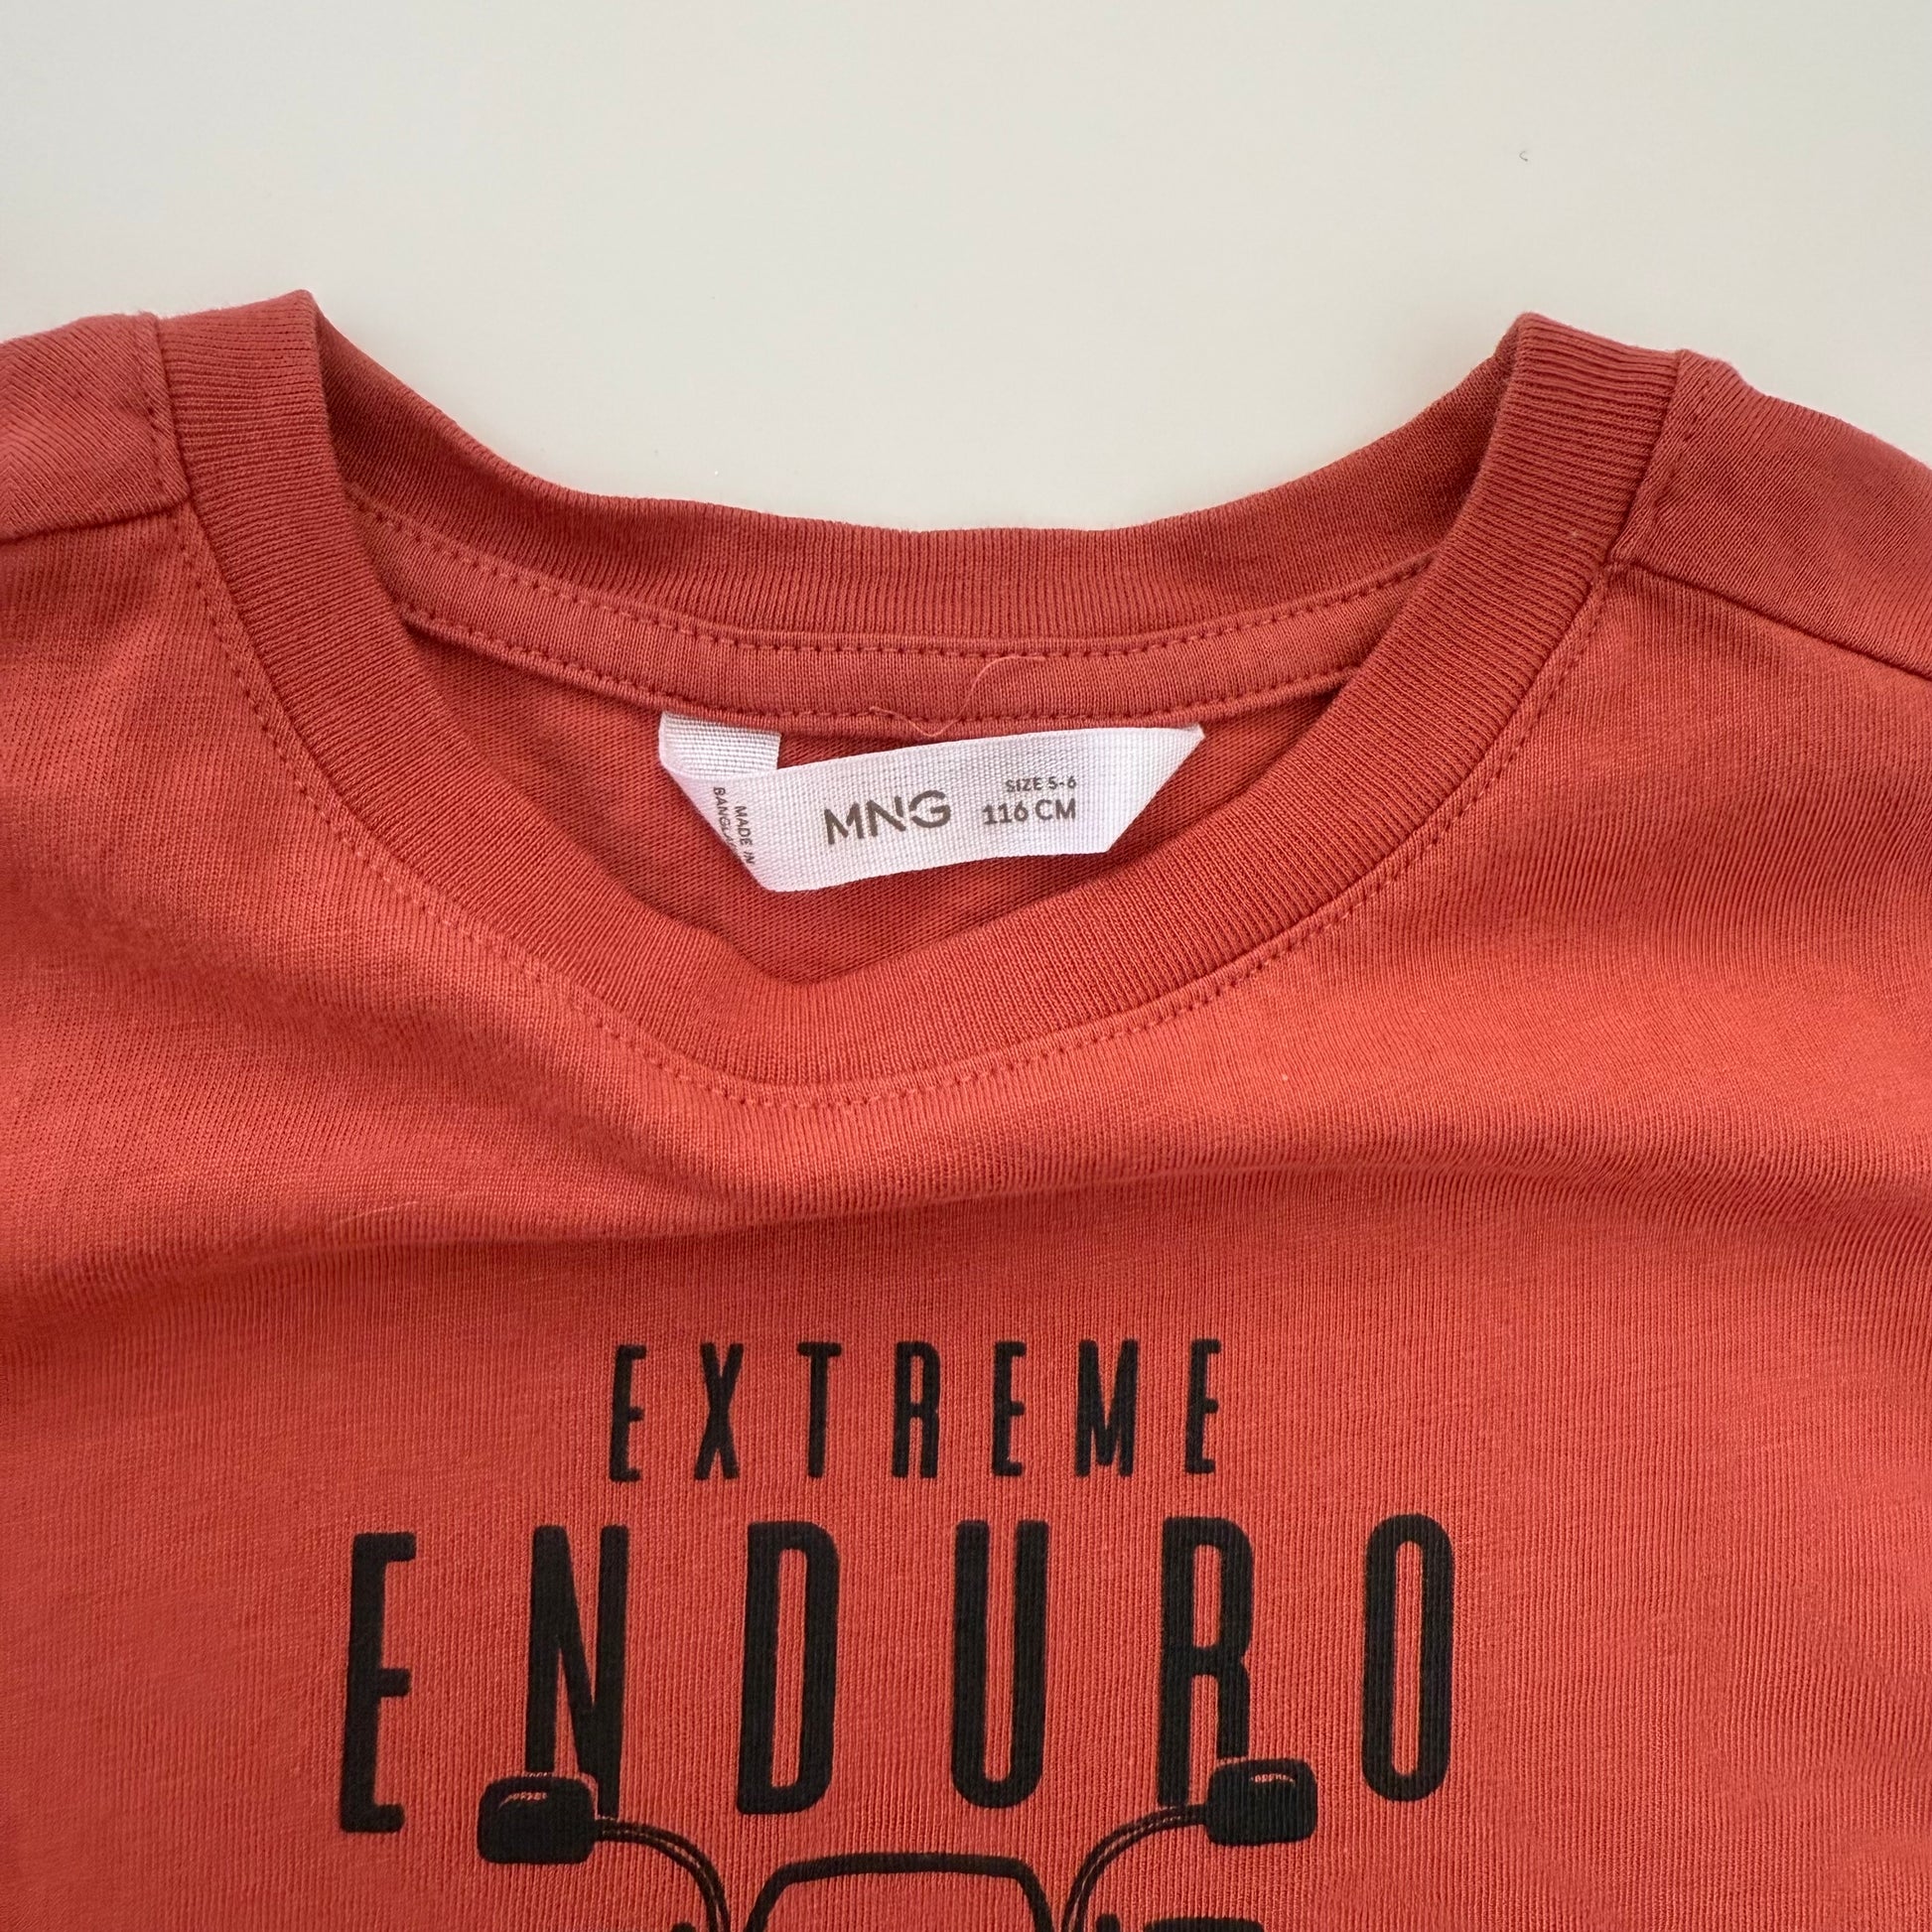 MNG
SIZE 5-6
116 CM
MADE IN
EXTREME
ENDURO